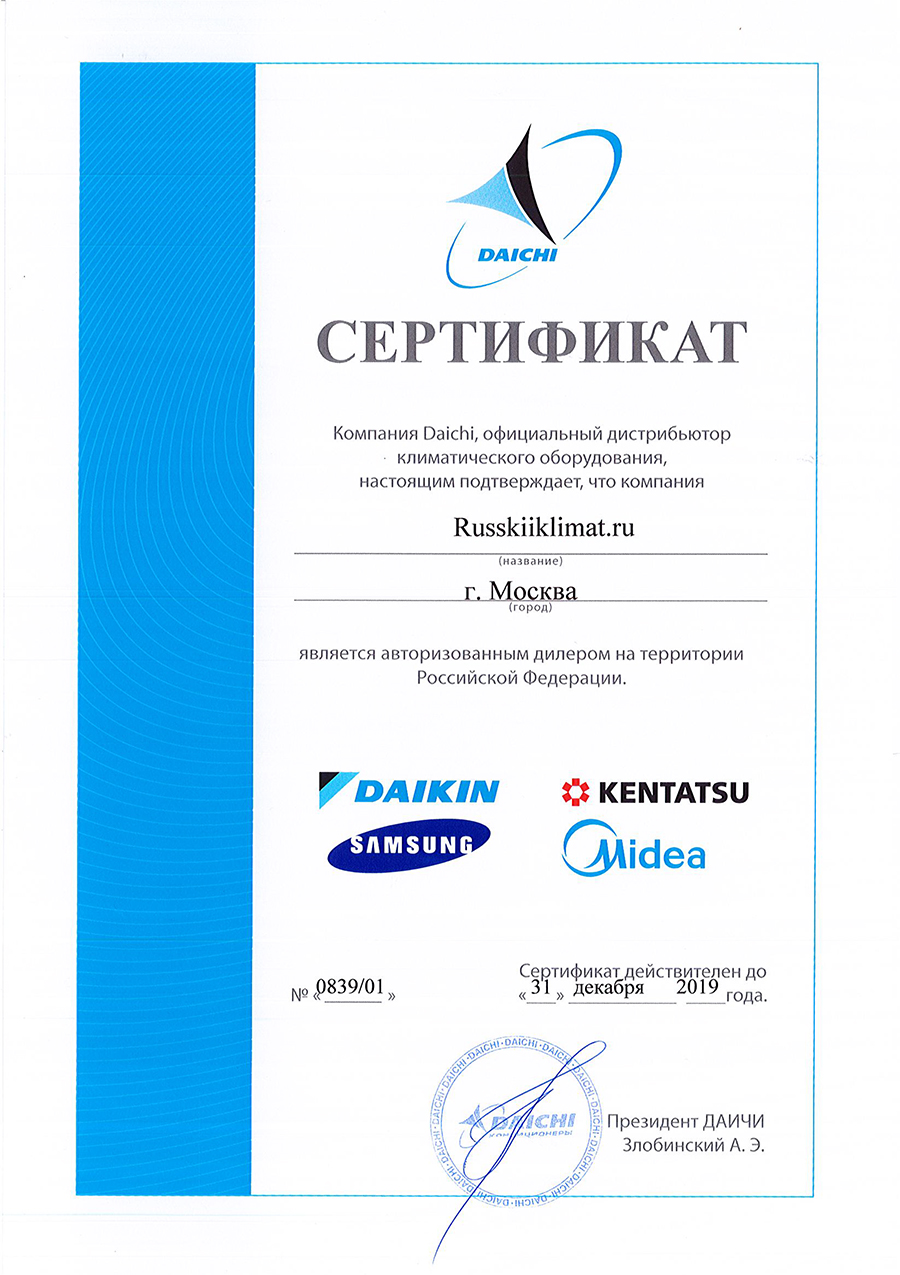 DAICHI
СЕРТИФИКАТ
Компания Daichi, официальный дистрибьютор
климатического оборудования,
настоящим подтверждает, что компания
Russkiiklimat.ru
(название)
г. Москва
(город)
является авторизованным дилером на территории
Российской Федерации.
DAIKIN
KENTATSU
SAMSUNG
Midea
Сертификат действителен до
№ «0839/01»
«31» декабря 2019 года.
DAICHI · DAICHI · DAICHI · DAICHI · DAICHI · DAICHI · DAICHI · DAICHI · DAICHI · DAICHI
DAICHI
КОНДИЦИОНЕРЫ
Президент ДАИЧИ
Злобинский А. Э.